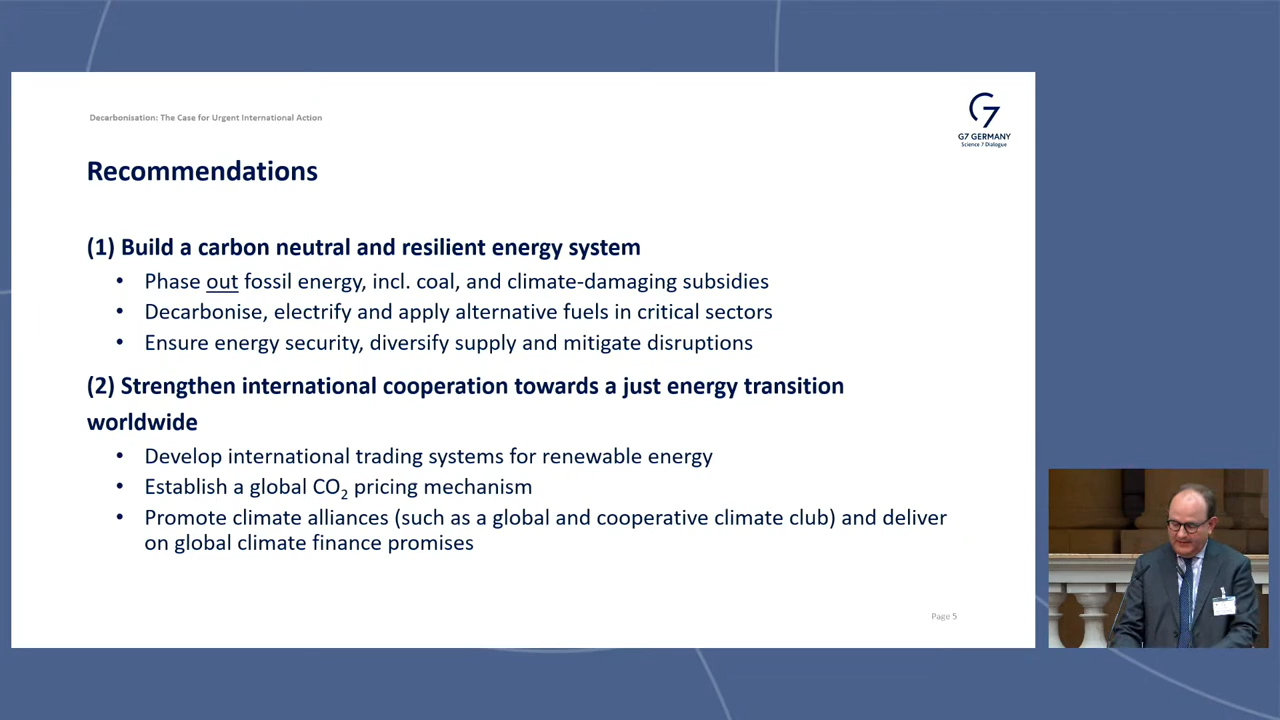 Decarbonisation: The Case for Urgent International Action
G7
G7 GERMANY
Science 7 Dialogue
Recommendations
(1) Build a carbon neutral and resilient energy system
• Phase out fossil energy, incl. coal, and climate-damaging subsidies
• Decarbonise, electrify and apply alternative fuels in critical sectors
• Ensure energy security, diversify supply and mitigate disruptions
(2) Strengthen international cooperation towards a just energy transition
worldwide
• Develop international trading systems for renewable energy
• Establish a global CO₂ pricing mechanism
• Promote climate alliances (such as a global and cooperative climate club) and deliver
on global climate finance promises
Page 5